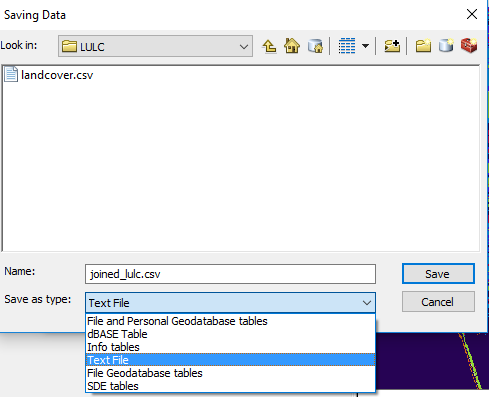 Saving Data
Look in: LULC
landcover.csv
Name: joined_lulc.csv Save
Save as type: Text File Cancel
File and Personal Geodatabase tables
dBASE Table
Info tables
Text File
File Geodatabase tables
SDE tables